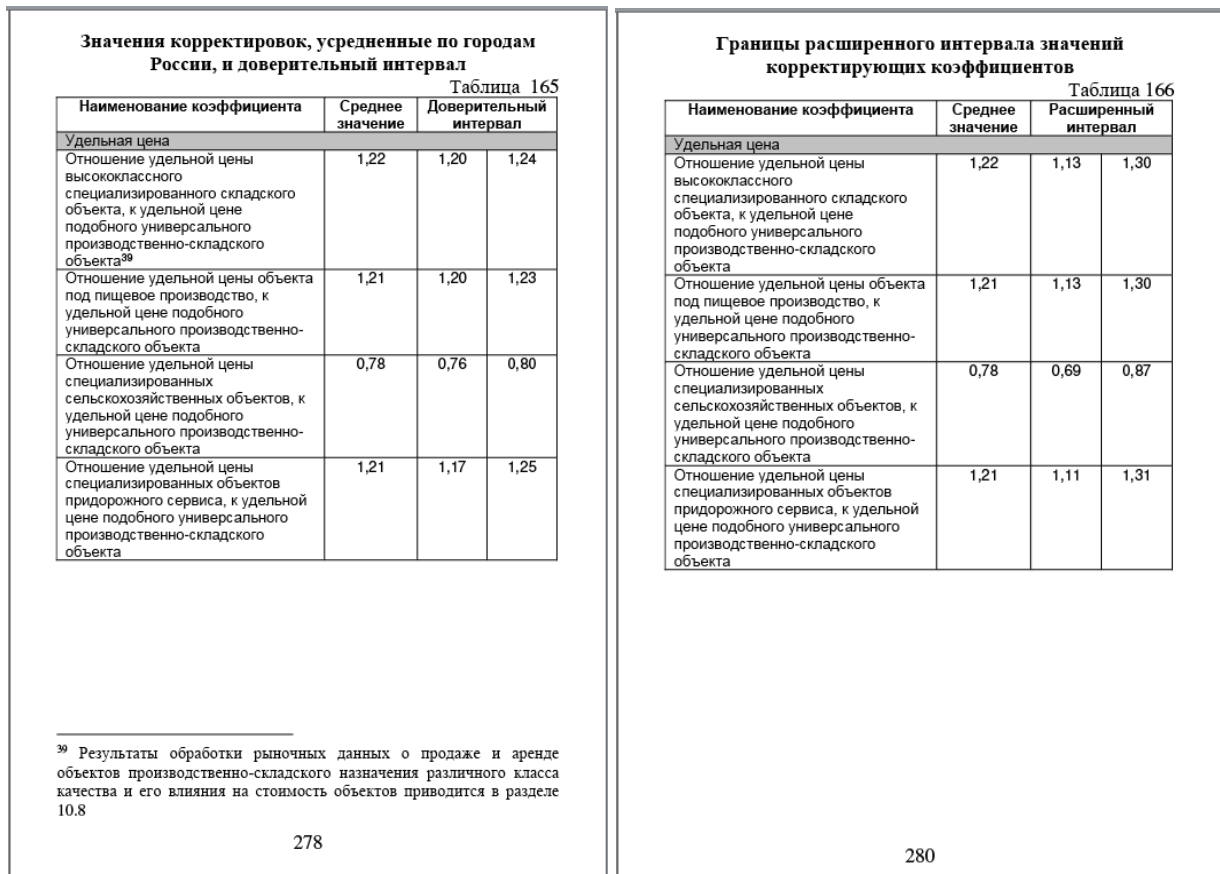 Значения корректировок, усредненные по городам
России, и доверительный интервал
Таблица 165
Наименование коэффициента Среднее значение Доверительный интервал
Удельная цена
Отношение удельной цены 1,22 1,20 1,24
высококлассного
специализированного складского
объекта, к удельной цене
подобного универсального
производственно-складского
объекта³⁹
Отношение удельной цены объекта 1,21 1,20 1,23
под пищевое производство, к
удельной цене подобного
универсального производственно-
складского объекта
Отношение удельной цены 0,78 0,76 0,80
специализированных
сельскохозяйственных объектов, к
удельной цене подобного
универсального производственно-
складского объекта
Отношение удельной цены 1,21 1,17 1,25
специализированных объектов
придорожного сервиса, к удельной
цене подобного универсального
производственно-складского
объекта
³⁹ Результаты обработки рыночных данных о продаже и аренде
объектов производственно-складского назначения различного класса
качества и его влияния на стоимость объектов приводится в разделе
10.8
278
Границы расширенного интервала значений
корректирующих коэффициентов
Таблица 166
Наименование коэффициента Среднее значение Расширенный интервал
Удельная цена
Отношение удельной цены 1,22 1,13 1,30
высококлассного
специализированного складского
объекта, к удельной цене
подобного универсального
производственно-складского
объекта
Отношение удельной цены объекта 1,21 1,13 1,30
под пищевое производство, к
удельной цене подобного
универсального производственно-
складского объекта
Отношение удельной цены 0,78 0,69 0,87
специализированных
сельскохозяйственных объектов, к
удельной цене подобного
универсального производственно-
складского объекта
Отношение удельной цены 1,21 1,11 1,31
специализированных объектов
придорожного сервиса, к удельной
цене подобного универсального
производственно-складского
объекта
280